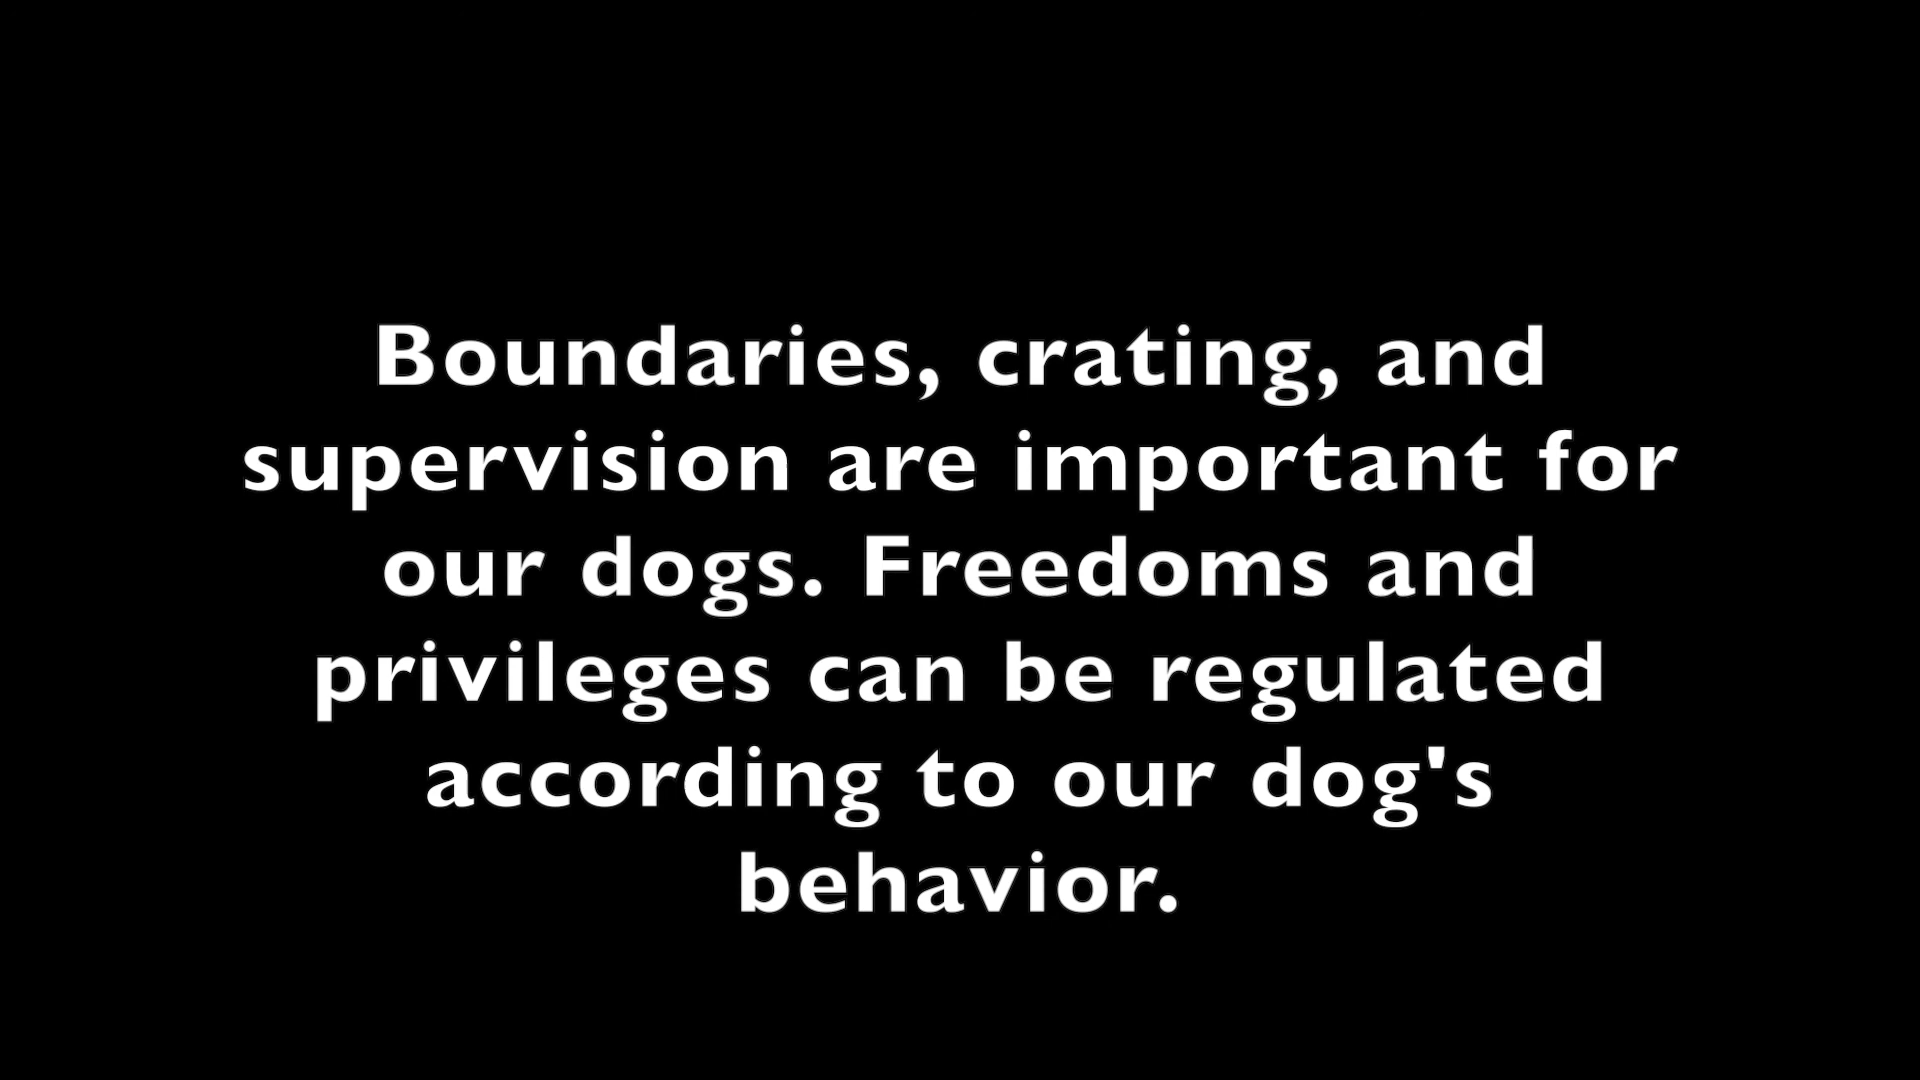 Boundaries, crating, and
supervision are important for
our dogs. Freedoms and
privileges can be regulated
according to our dog's
behavior.